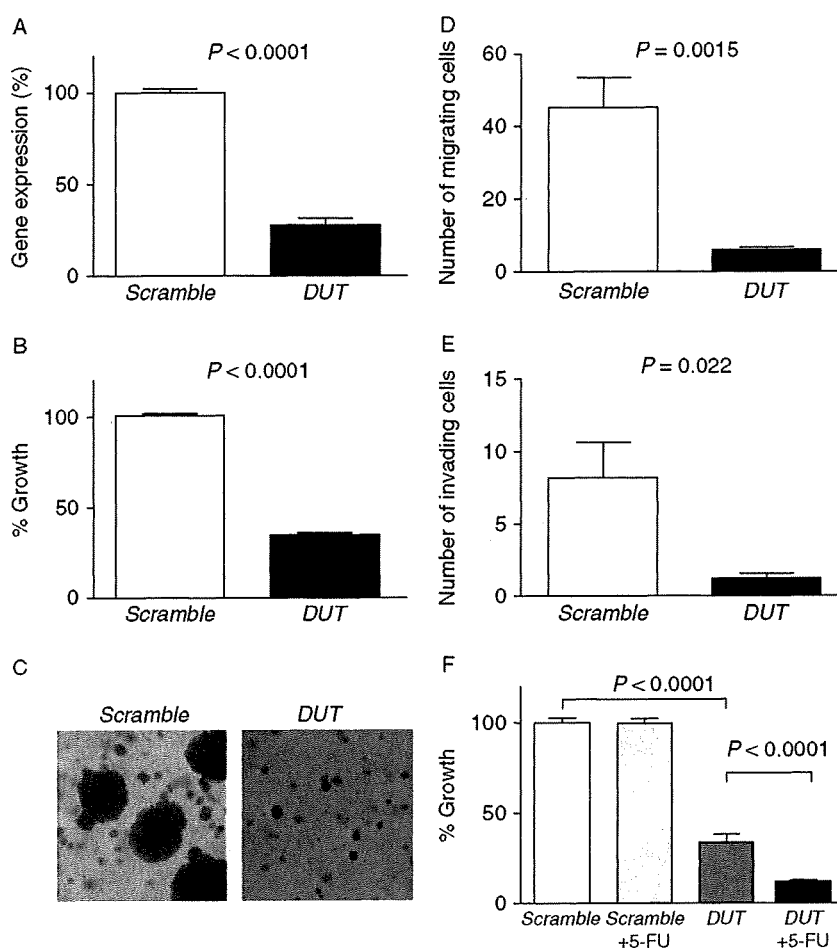 A
P < 0.0001
Gene expression (%)
100
50
0
Scramble
DUT
B
P < 0.0001
% Growth
100
50
0
Scramble
DUT
C
Scramble
DUT
D
P = 0.0015
Number of migrating cells
60
40
20
0
Scramble
DUT
E
P = 0.022
Number of invading cells
15
10
5
0
Scramble
DUT
F
P < 0.0001
P < 0.0001
% Growth
100
50
0
Scramble
Scramble +5-FU
DUT
DUT +5-FU